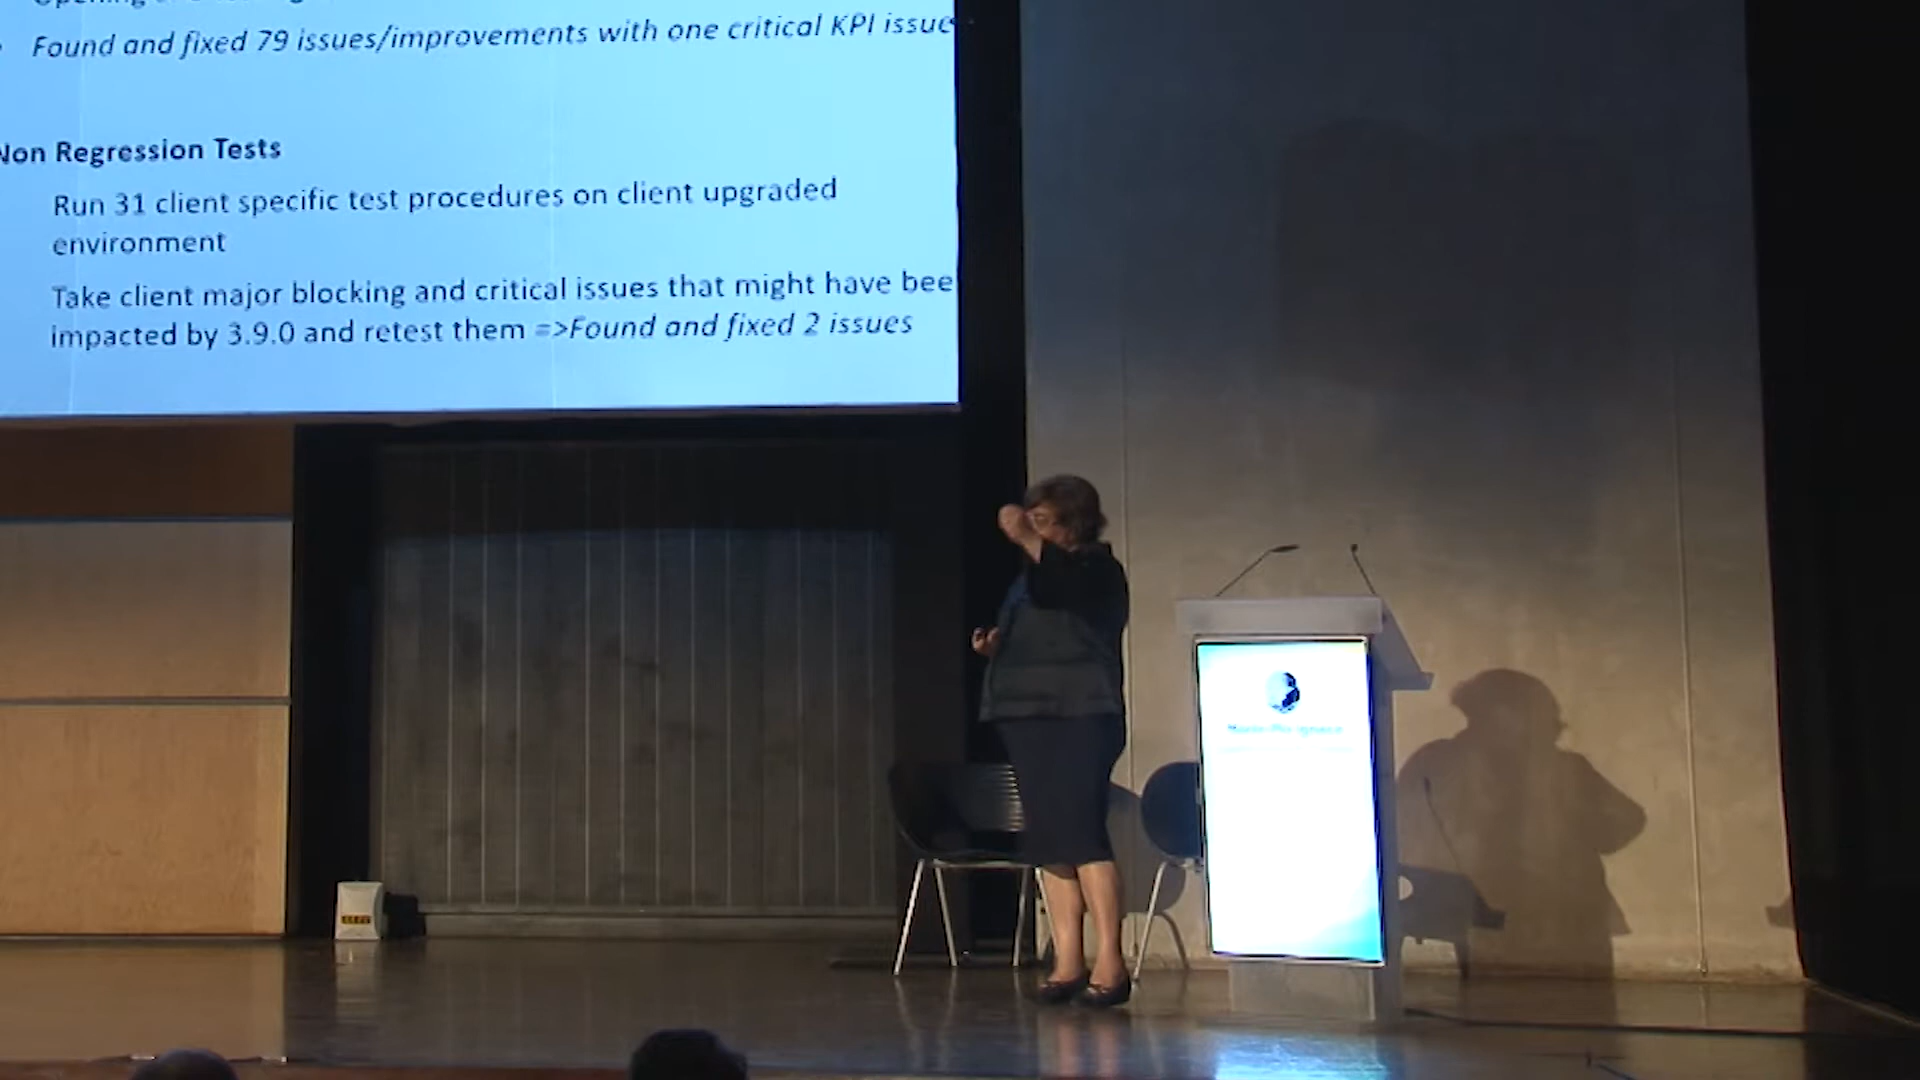 Found and fixed 79 issues/improvements with one critical KPI issue
Non Regression Tests
Run 31 client specific test procedures on client upgraded
environment
Take client major blocking and critical issues that might have bee
impacted by 3.9.0 and retest them =>Found and fixed 2 issues